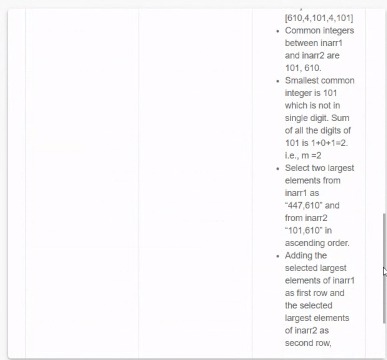 [610,4,101,4,101]
Common integers
between inarr1
and inarr2 are
101, 610.
Smallest common
integer is 101
which is not in
single digit. Sum
of all the digits of
101 is 1+0+1=2.
i.e., m =2
Select two largest
elements from
inarr1 as
“447,610” and
from inarr2
“101,610” in
ascending order.
Adding the
selected largest
elements of inarr1
as first row and
the selected
largest elements
of inarr2 as
second row,